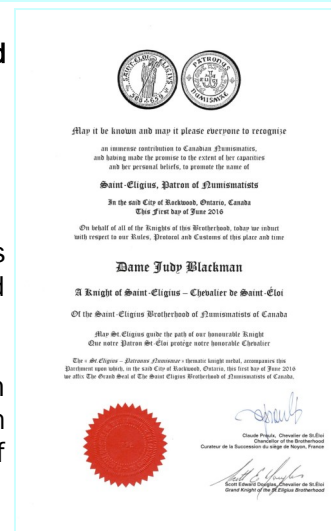 SAINT-ELOI ELIGIUS
588 659
PATRONUS
NUMISMÆ
May it be known and may it please everyone to recognize
an immense contribution to Canadian Numismatics,
and having made the promise to the extent of her capacities
and her personal beliefs, to promote the name of
Saint-Eligius, Patron of Numismatists
In the said City of Rockwood, Ontario, Canada
This first day of June 2016
On behalf of all of the Knights of this Brotherhood, today we induct
with respect to our Rules, Protocol and Customs of this place and time
Dame Judy Blackman
A Knight of Saint-Eligius – Chevalier de Saint-Éloi
Of the Saint-Eligius Brotherhood of Numismatists of Canada
May St.Eligius guide the path of our honourable Knight
Que notre Patron St-Éloi protège notre honorable Chevalier
The « St Eligius – Patronus Numismae » thematic knight medal, accompanies this
Parchment upon which, in the said City of Rockwood, Ontario, this first day of June 2016
we affix The Grand Seal of The Saint Eligius Brotherhood of Numismatists of Canada.
Claude Proulx, Chevalier de St.Éloi
Chancellor of the Brotherhood
Curateur de la Succession du siège de Noyon, France
Scott Edward Douglas, Chevalier de St.Éloi
Grand Knight of the St.Eligius Brotherhood